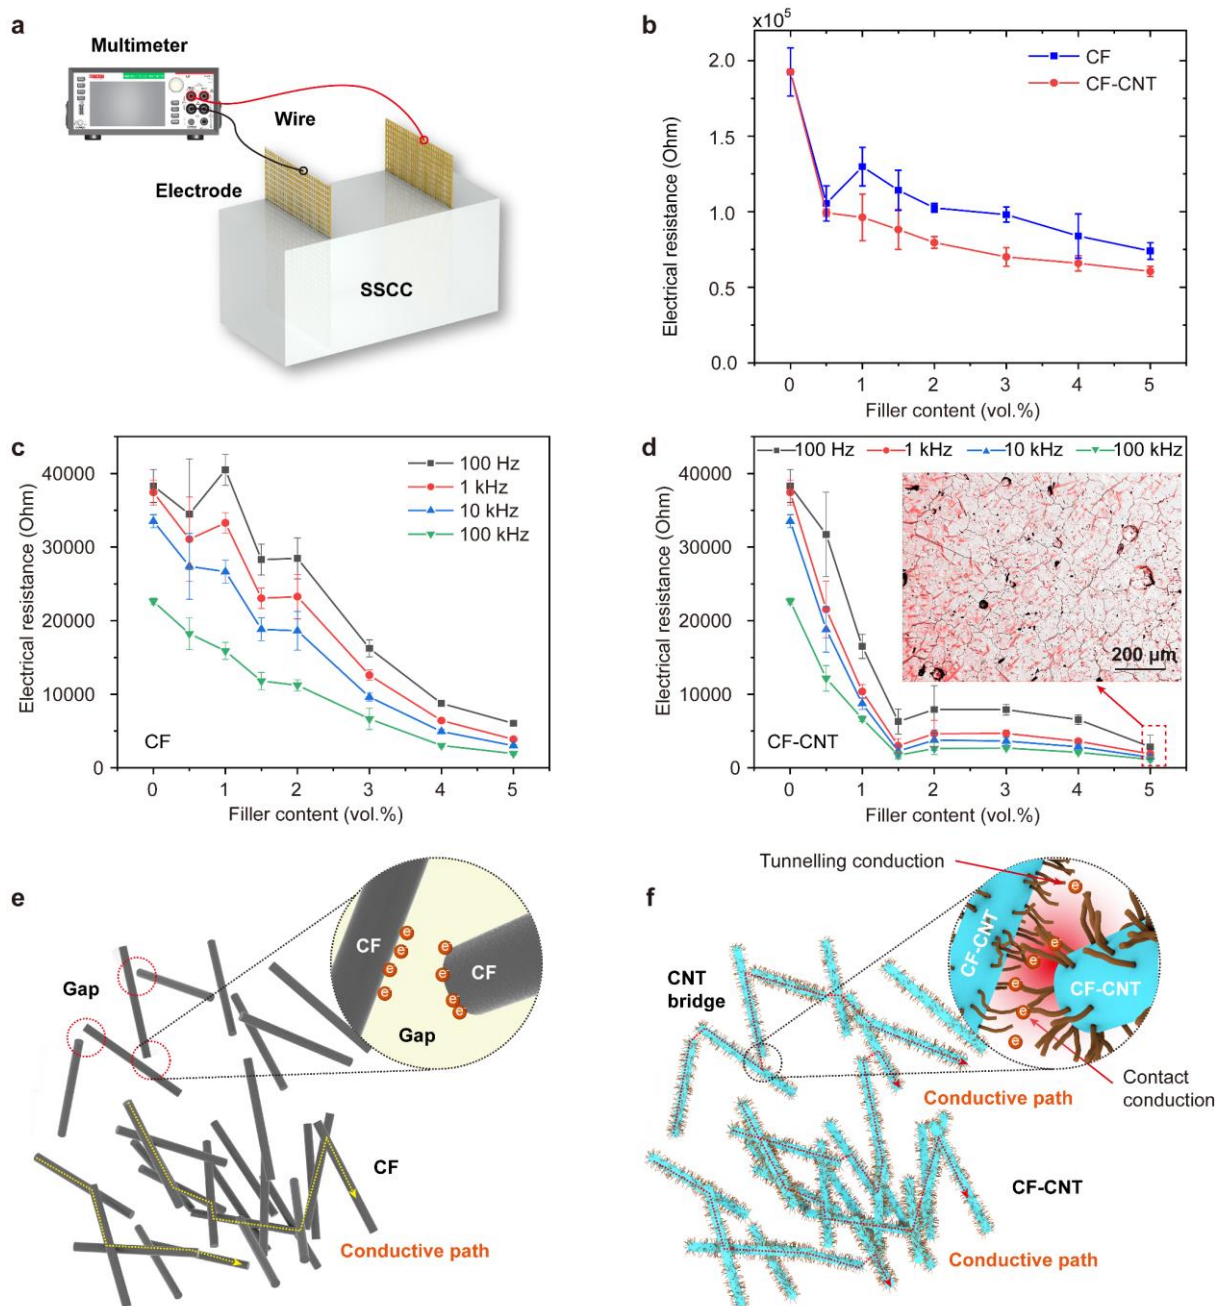 a
Multimeter
Wire
Electrode
SSCC
b
x10⁵
CF
CF-CNT
Electrical resistance (Ohm)
2.0
1.5
1.0
0.5
0.0
0 1 2 3 4 5
Filler content (vol.%)
c
100 Hz
1 kHz
10 kHz
100 kHz
Electrical resistance (Ohm)
40000
30000
20000
10000
0
CF
0 1 2 3 4 5
Filler content (vol.%)
d
100 Hz 1 kHz 10 kHz 100 kHz
Electrical resistance (Ohm)
40000
30000
20000
10000
0
200 µm
CF-CNT
0 1 2 3 4 5
Filler content (vol.%)
e
Gap
CF
CF
e e e e e e e e
Gap
CF
Conductive path
f
Tunnelling conduction
CF-CNT
CF-CNT
e e e e e e
CNT
bridge
Contact
conduction
Conductive path
CF-CNT
Conductive path